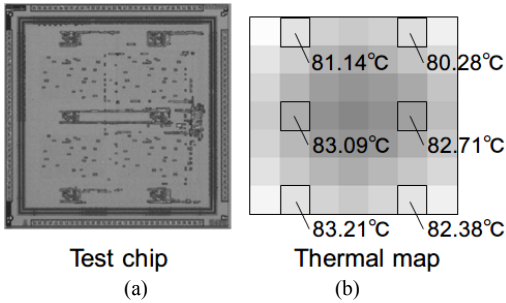 81.14℃
80.28℃
83.09℃
82.71℃
83.21℃
82.38℃
Test chip
Thermal map
(a)
(b)